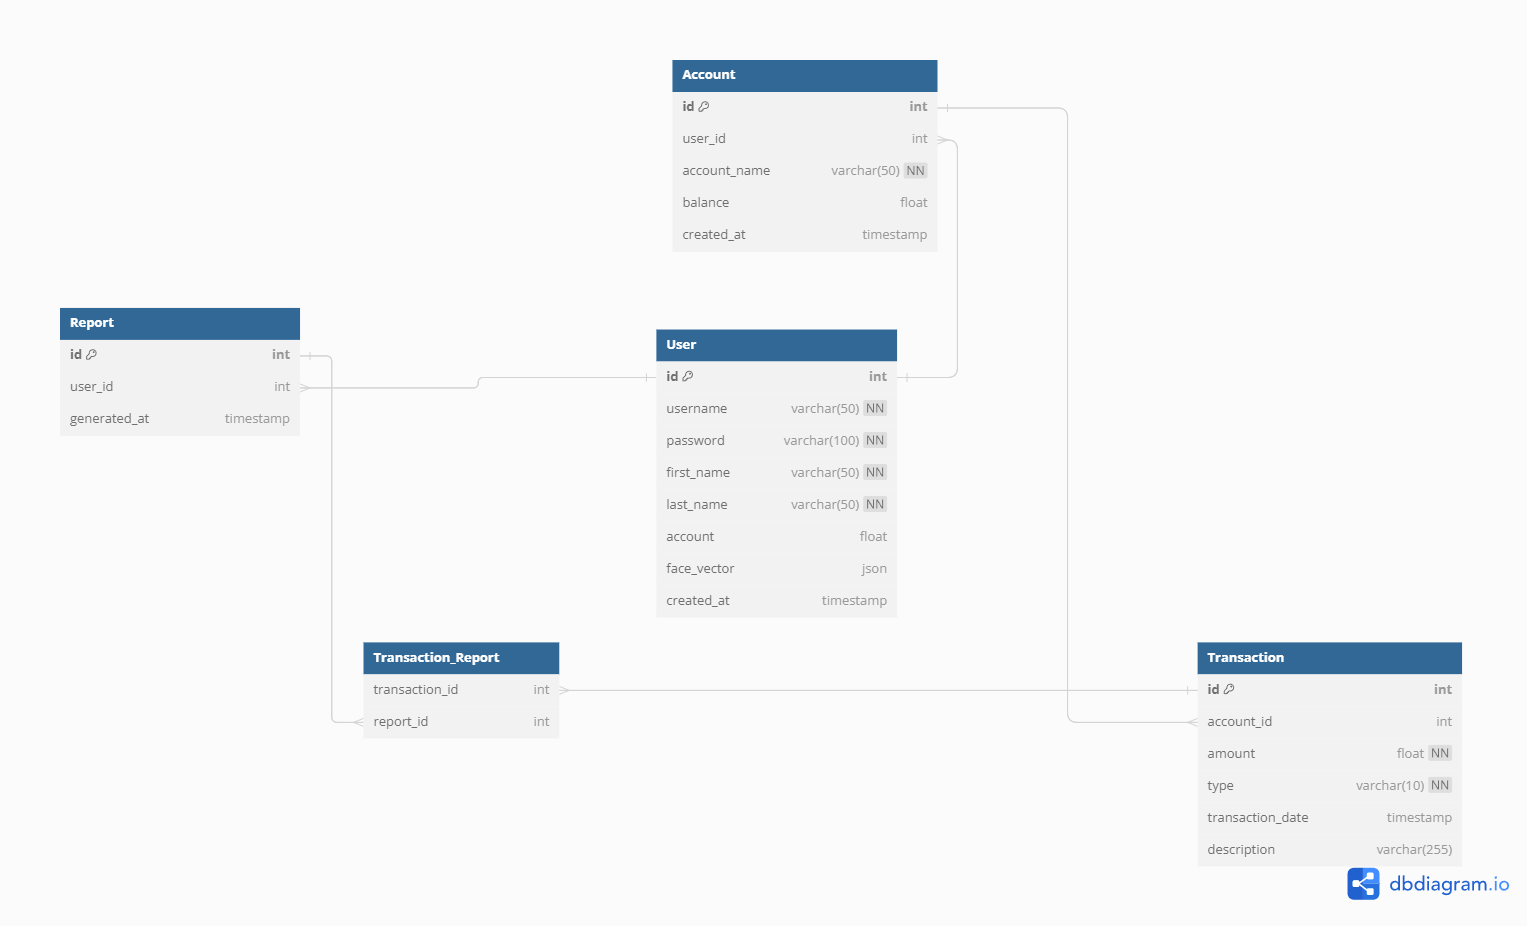 Account
id int
user_id int
account_name varchar(50) NN
balance float
created_at timestamp
Report
id int
user_id int
generated_at timestamp
User
id int
username varchar(50) NN
password varchar(100) NN
first_name varchar(50) NN
last_name varchar(50) NN
account float
face_vector json
created_at timestamp
Transaction_Report
transaction_id int
report_id int
Transaction
id int
account_id int
amount float NN
type varchar(10) NN
transaction_date timestamp
description varchar(255)
dbdiagram.io